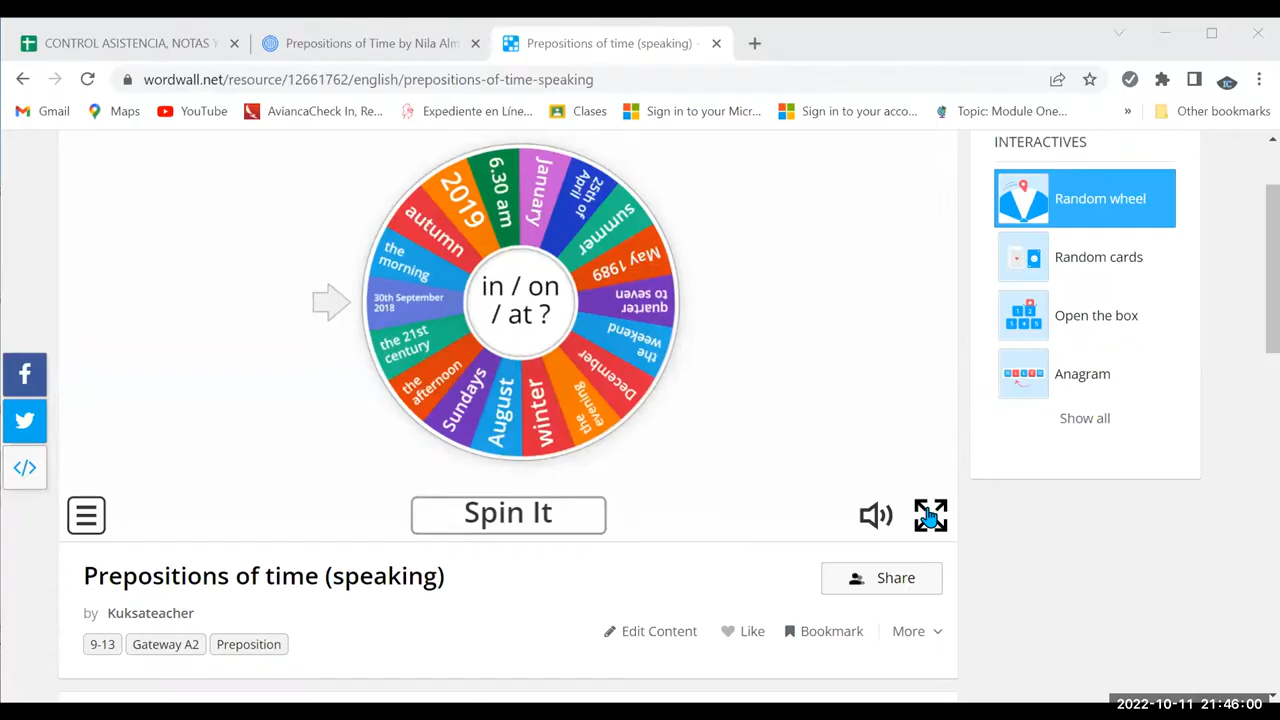 CONTROL ASISTENCIA, NOTAS Y
Prepositions of Time by Nila Alm
Prepositions of time (speaking)
wordwall.net/resource/12661762/english/prepositions-of-time-speaking
Gmail
Maps
YouTube
AviancaCheck In, Re...
Expediente en Líne...
Clases
Sign in to your Micr...
Sign in to your acco...
Topic: Module One...
»
Other bookmarks
IC
January
25th of
April
summer
May 1989
quarter
to seven
the
weekend
December
the
evening
winter
August
Sundays
the
afternoon
the 21st
century
30th September
2018
the
morning
autumn
2019
6.30 am
in / on
/ at ?
INTERACTIVES
Random wheel
Random cards
Open the box
Anagram
Show all
Spin It
Prepositions of time (speaking)
Share
by Kuksateacher
Edit Content
Like
Bookmark
More
9-13
Gateway A2
Preposition
2022-10-11 21:46:00